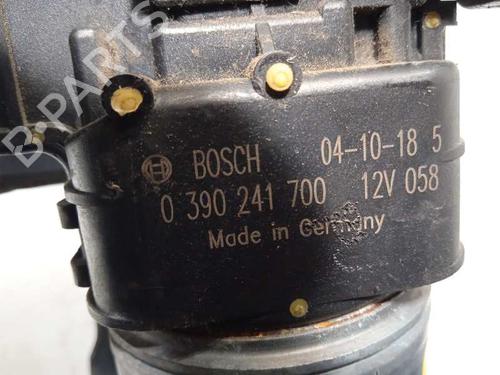 B-PARTS
BOSCH 04-10-18 5
0 390 241 700 12V 058
Made in Germany